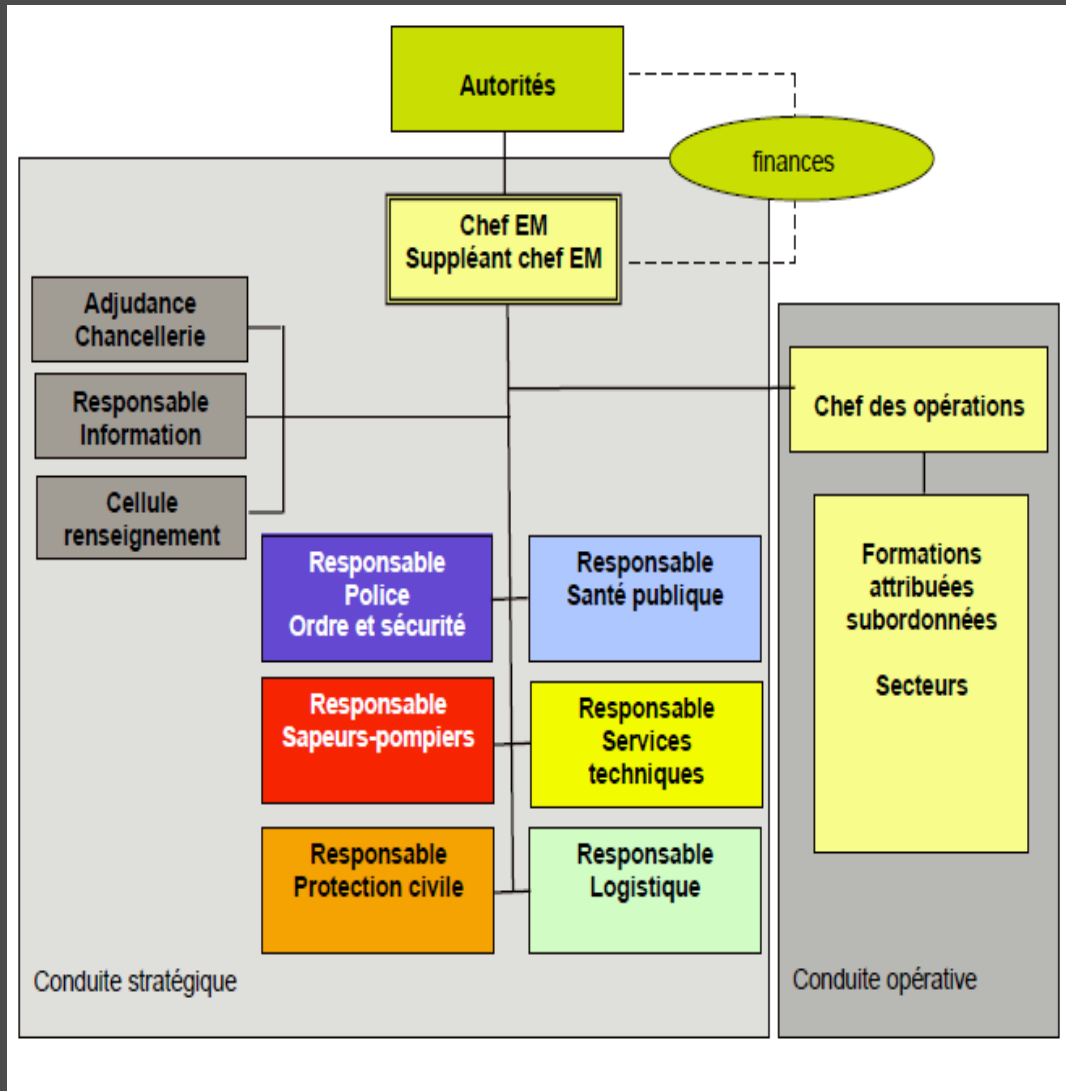 Autorités
finances
Chef EM
Suppléant chef EM
Adjudance
Chancellerie
Responsable
Information
Cellule
renseignement
Chef des opérations
Formations
attribuées
subordonnées
Secteurs
Responsable
Police
Ordre et sécurité
Responsable
Santé publique
Responsable
Sapeurs-pompiers
Responsable
Services
techniques
Responsable
Protection civile
Responsable
Logistique
Conduite stratégique
Conduite opérative